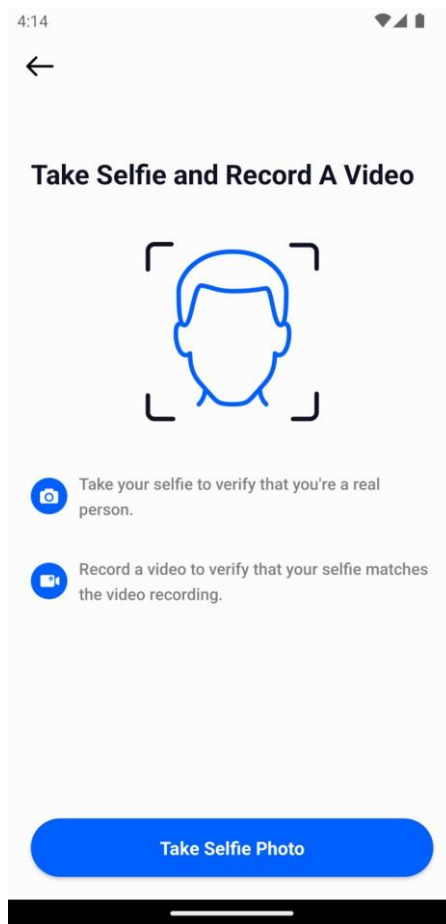 4:14
Take Selfie and Record A Video
Take your selfie to verify that you're a real
person.
Record a video to verify that your selfie matches
the video recording.
Take Selfie Photo